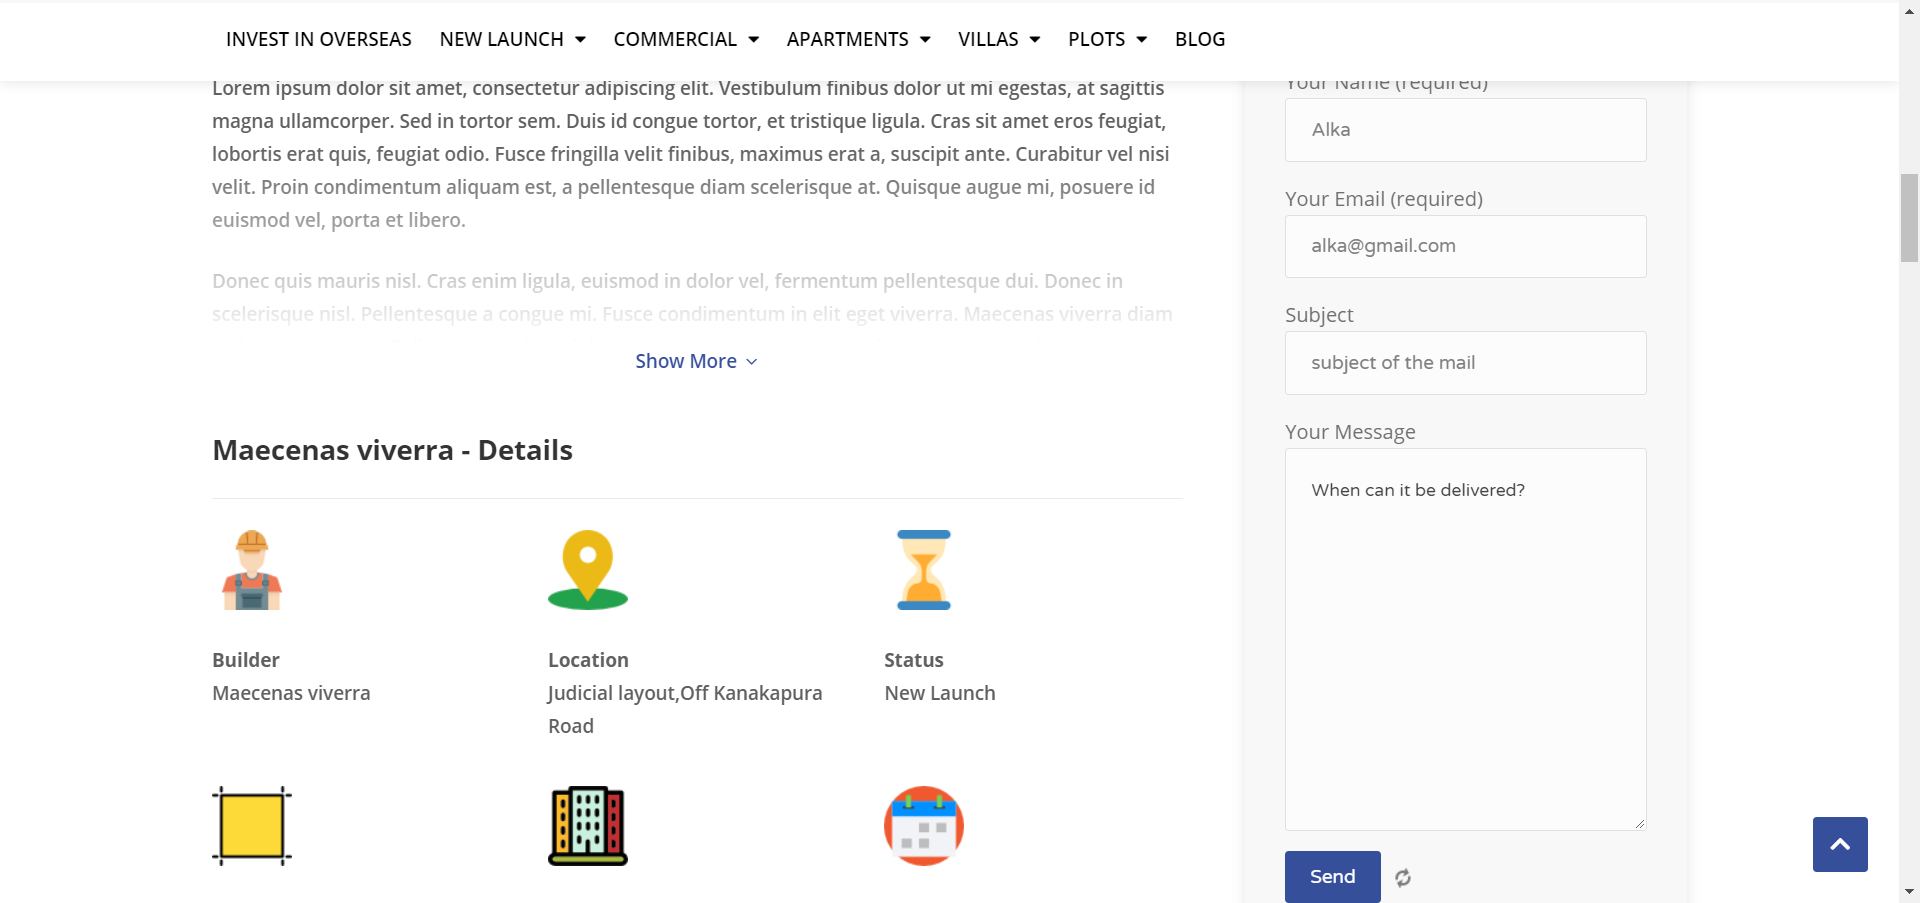 INVEST IN OVERSEAS NEW LAUNCH COMMERCIAL APARTMENTS VILLAS PLOTS BLOG
Lorem ipsum dolor sit amet, consectetur adipiscing elit. Vestibulum finibus dolor ut mi egestas, at sagittis
magna ullamcorper. Sed in tortor sem. Duis id congue tortor, et tristique ligula. Cras sit amet eros feugiat,
lobortis erat quis, feugiat odio. Fusce fringilla velit finibus, maximus erat a, suscipit ante. Curabitur vel nisi
velit. Proin condimentum aliquam est, a pellentesque diam scelerisque at. Quisque augue mi, posuere id
euismod vel, porta et libero.
Donec quis mauris nisl. Cras enim ligula, euismod in dolor vel, fermentum pellentesque dui. Donec in
scelerisque nisl. Pellentesque a congue mi. Fusce condimentum in elit eget viverra. Maecenas viverra diam
Show More
Maecenas viverra - Details
Builder
Maecenas viverra
Location
Judicial layout,Off Kanakapura
Road
Status
New Launch
Your Name (required)
Alka
Your Email (required)
alka@gmail.com
Subject
subject of the mail
Your Message
When can it be delivered?
Send